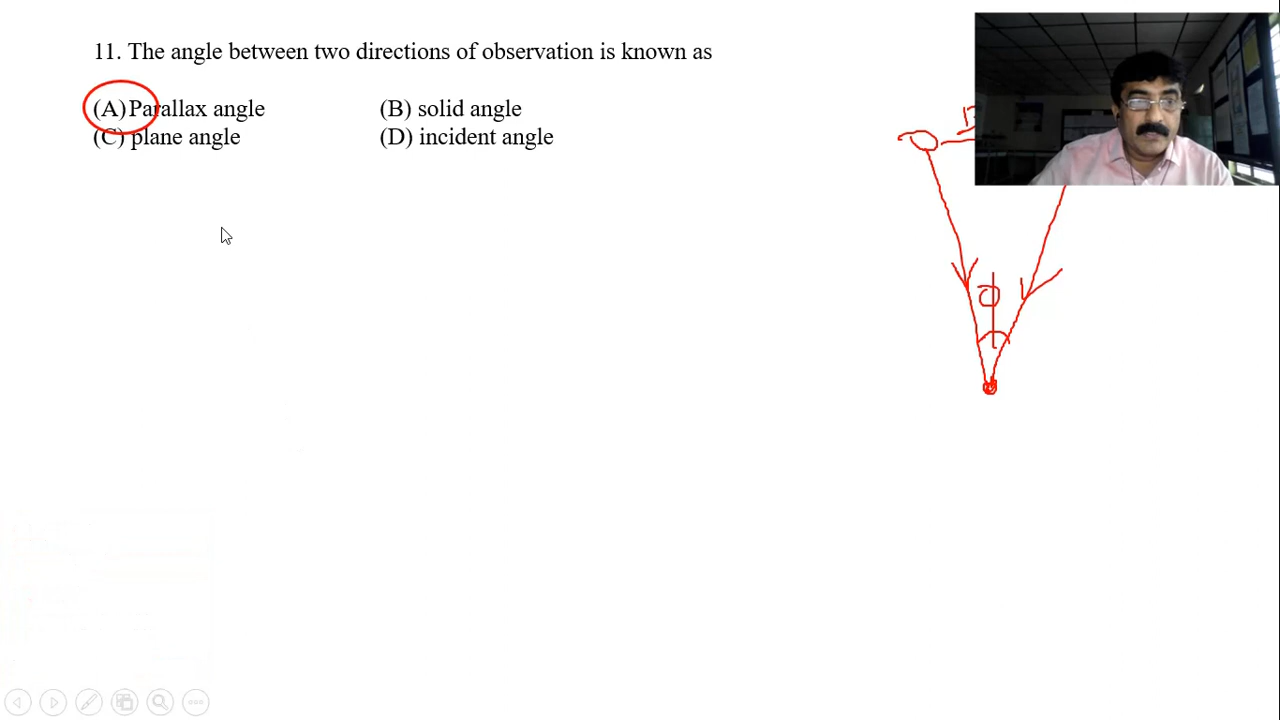 11. The angle between two directions of observation is known as
(A) Parallax angle (B) solid angle
(C) plane angle (D) incident angle